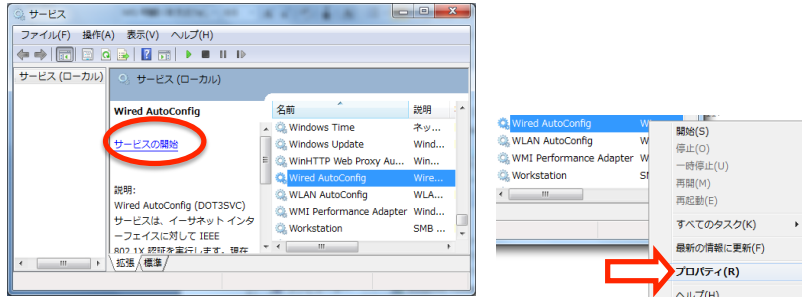 サービス
ファイル(F) 操作(A) 表示(V) ヘルプ(H)
サービス (ローカル)
サービス (ローカル)
Wired AutoConfig
サービスの開始
説明:
Wired AutoConfig (DOT3SVC)
サービスは、イーサネット インタ
ーフェイスに対して IEEE
802.1X 認証を実行します。現在
名前 説明
Windows Time ネッ...
Windows Update Wind...
WinHTTP Web Proxy Au... Win...
Wired AutoConfig Wire...
WLAN AutoConfig WLA...
WMI Performance Adapter Wind...
Workstation SMB ...
拡張 標準
Wired AutoConfig
WLAN AutoConfig
WMI Performance Adapter
Workstation
開始(S)
停止(O)
一時停止(U)
再開(M)
再起動(E)
すべてのタスク(K)
最新の情報に更新(F)
プロパティ(R)
ヘルプ(H)